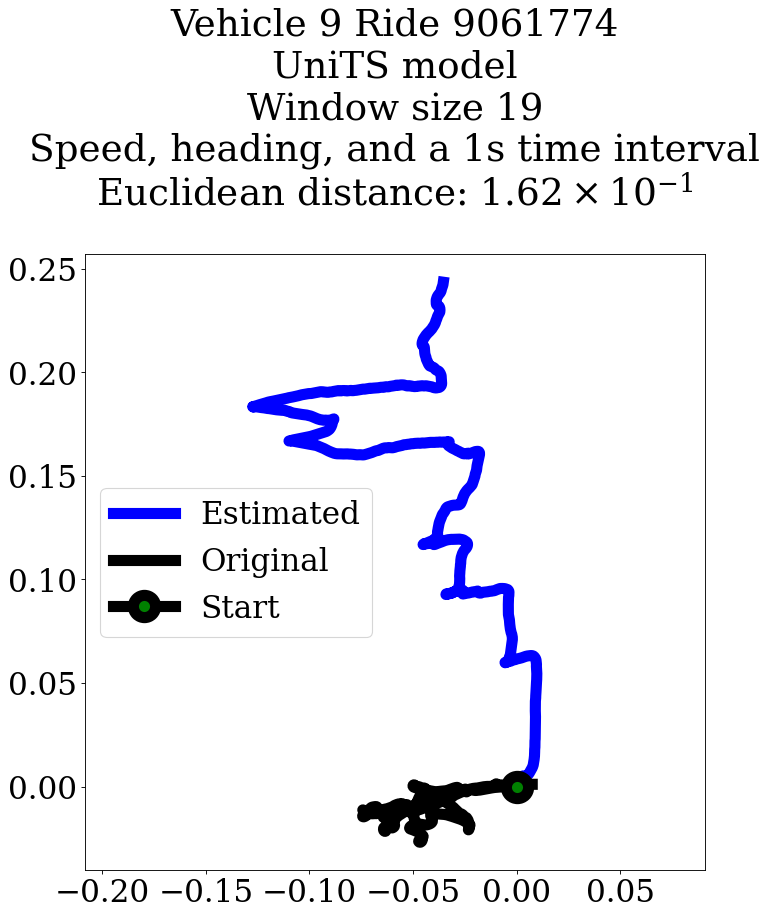 Vehicle 9 Ride 9061774
UniTS model
Window size 19
Speed, heading, and a 1s time interval
Euclidean distance: 1.62 × 10⁻¹
0.25
0.20
0.15
0.10
0.05
0.00
Estimated
Original
Start
−0.20 −0.15 −0.10 −0.05 0.00 0.05